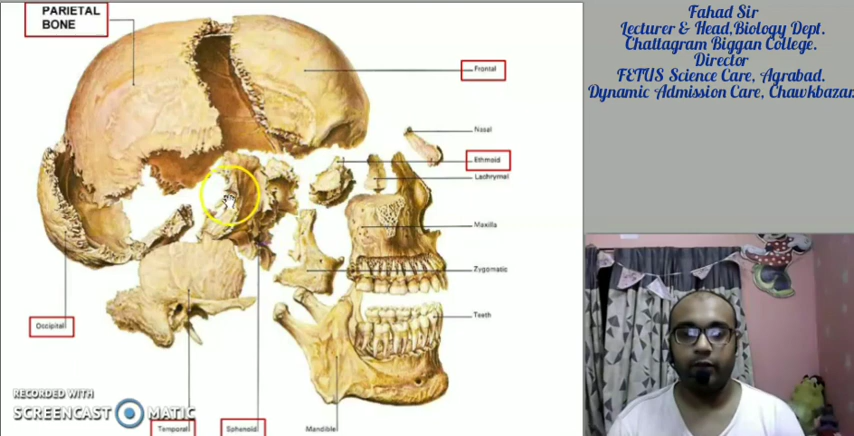 PARIETAL
BONE
Fahad Sir
Lecturer & Head,Biology Dept.
Chattagram Biggan College.
Director
FETUS Science Care, Agrabad.
Dynamic Admission Care, Chawkbazar.
Frontal
Nasal
Ethmoid
Lachrymal
Maxilla
Zygomatic
Teeth
Occipital
RECORDED WITH
SCREENCAST MATIC
Temporal
Sphenoid
Mandible